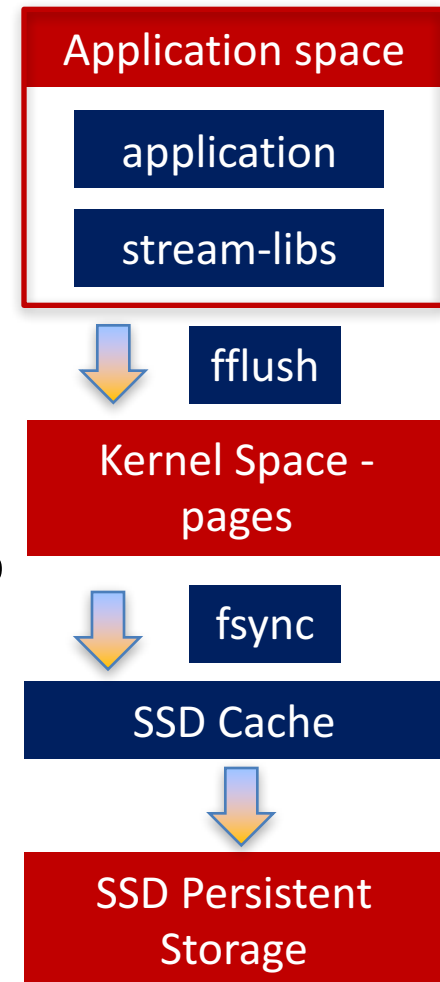 Application space
application
stream-libs
fflush
Kernel Space -
pages
)
fsync
SSD Cache
SSD Persistent
Storage